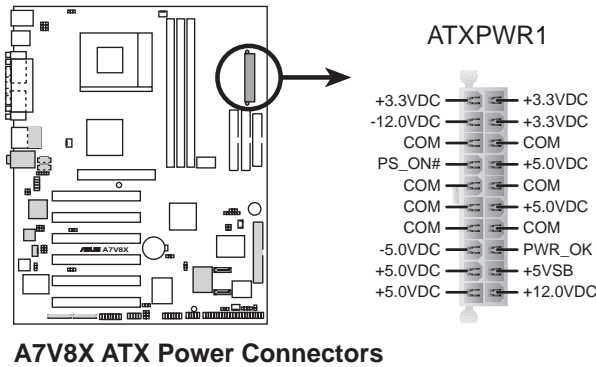 ATXPWR1
+3.3VDC +3.3VDC
-12.0VDC +3.3VDC
COM COM
PS_ON# +5.0VDC
COM COM
COM +5.0VDC
COM COM
-5.0VDC PWR_OK
+5.0VDC +5VSB
+5.0VDC +12.0VDC
ASUS A7V8X
A7V8X ATX Power Connectors